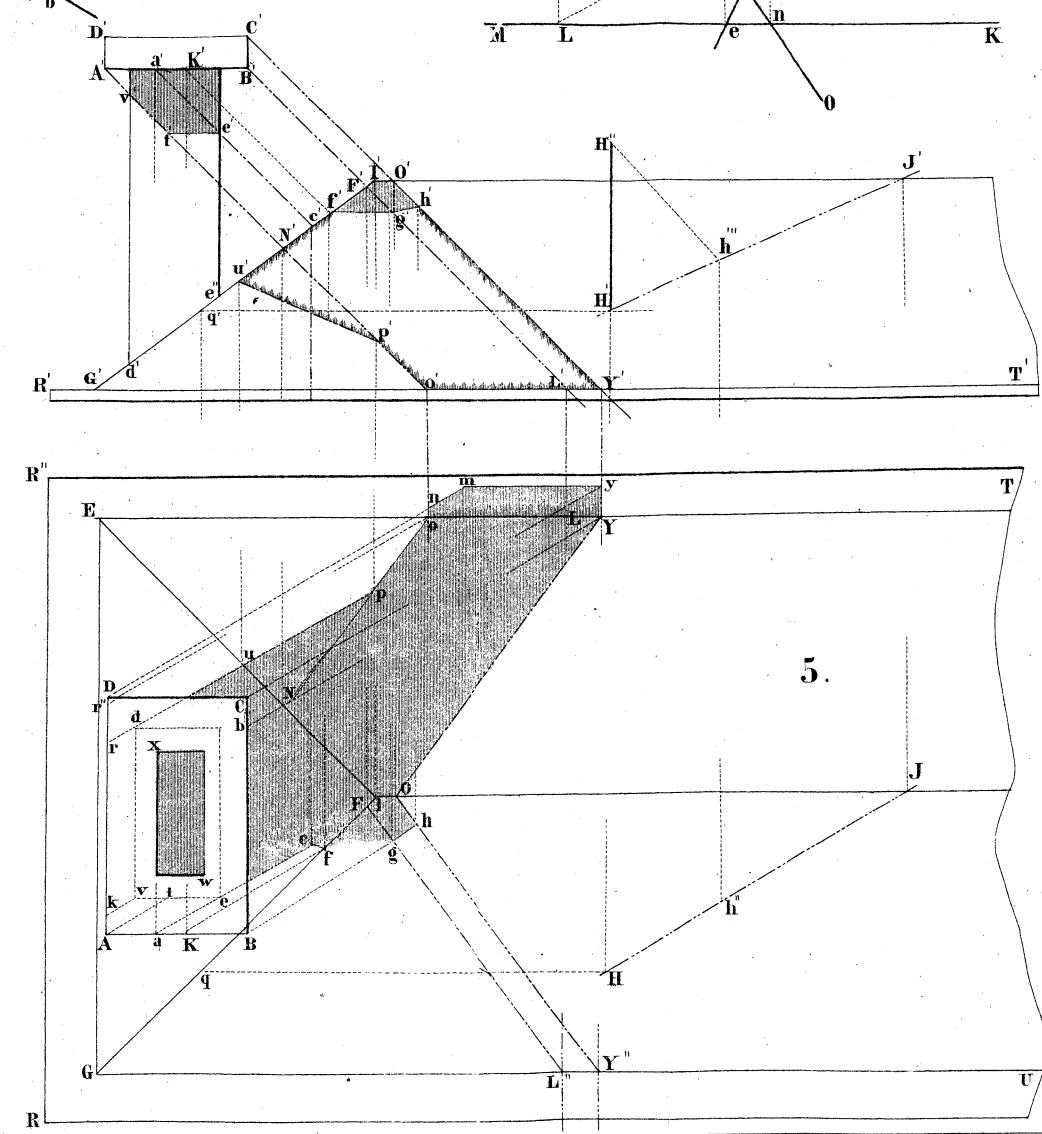 b
M L e n K
O
D' C'
A' a' K' B'
v'
t' e'
H''
F' I' O' J'
f' h'
c' g'
N' h'''
u'
e'' H'
q'
p'
d'
R' G' o' L' Y' T'
R'' m y T
n
E o L Y
p
u
5.
D N
r'' C
b
d
r
X
F I O J
h
c f g
w
k v t e h''
A a K B
q H
G L'' Y'' U
R